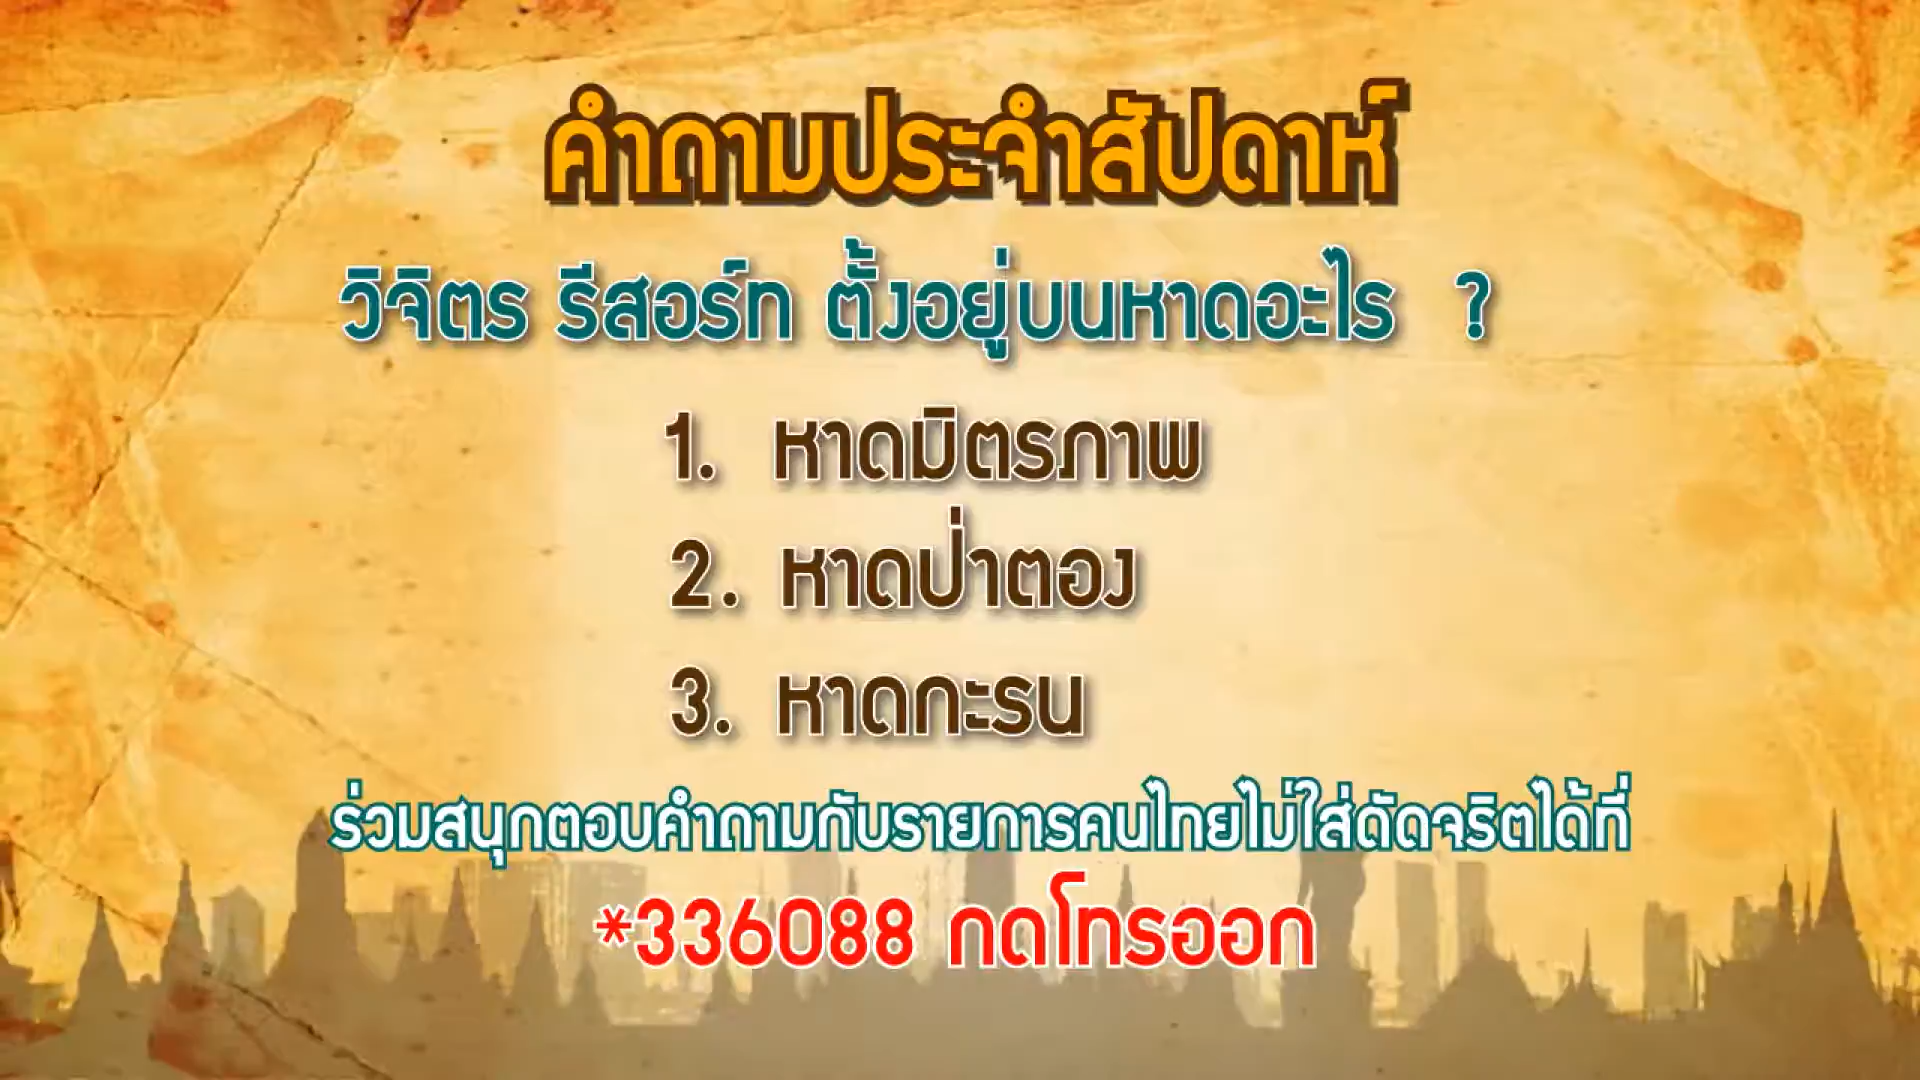 คำถามประจำสัปดาห์
วิจิตร รีสอร์ท ตั้งอยู่บนหาดอะไร ?
1. หาดมิตรภาพ
2. หาดป่าตอง
3. หาดกะรน
ร่วมสนุกตอบคำถามกับรายการคนไทยไม่ใส่ดัดจริตได้ที่
*336088 กดโทรออก